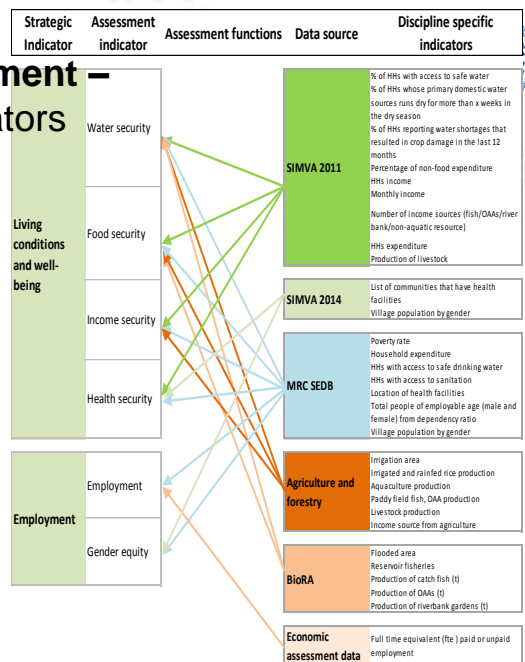 Strategic Indicator
Assessment indicator
Assessment functions
Data source
Discipline specific indicators
ment –
ators
Living conditions and well-being
Water security
Food security
Income security
Health security
Employment
Employment
Gender equity
SIMVA 2011
% of HHs with access to safe water
% of HHs whose primary domestic water
sources runs dry for more than x weeks in
the dry season
% of HHs reporting water shortages that
resulted in crop damage in the last 12
months
Percentage of non-food expenditure
HHs income
Monthly income
Number of income sources (fish/OAAs/river
bank/non-aquatic resource)
HHs expenditure
Production of livestock
SIMVA 2014
List of communities that have health
facilities
Village population by gender
MRC SEDB
Poverty rate
Household expenditure
HHs with access to safe drinking water
HHs with access to sanitation
Location of health facilities
Total people of employable age (male and
female) from dependency ratio
Village population by gender
Agriculture and
forestry
Irrigation area
Irrigated and rainfed rice production
Aquaculture production
Paddy field fish, OAA production
Livestock production
Income source from agriculture
BioRA
Flooded area
Reservoir fisheries
Production of catch fish (t)
Production of OAAs (t)
Production of riverbank gardens (t)
Economic
assessment data
Full time equivalent (fte ) paid or unpaid
employment